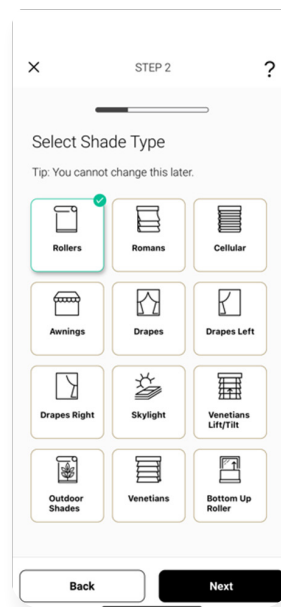 STEP 2
?
Select Shade Type
Tip: You cannot change this later.
Rollers
Romans
Cellular
Awnings
Drapes
Drapes Left
Drapes Right
Skylight
Venetians
Lift/Tilt
Outdoor
Shades
Venetians
Bottom Up
Roller
Back
Next